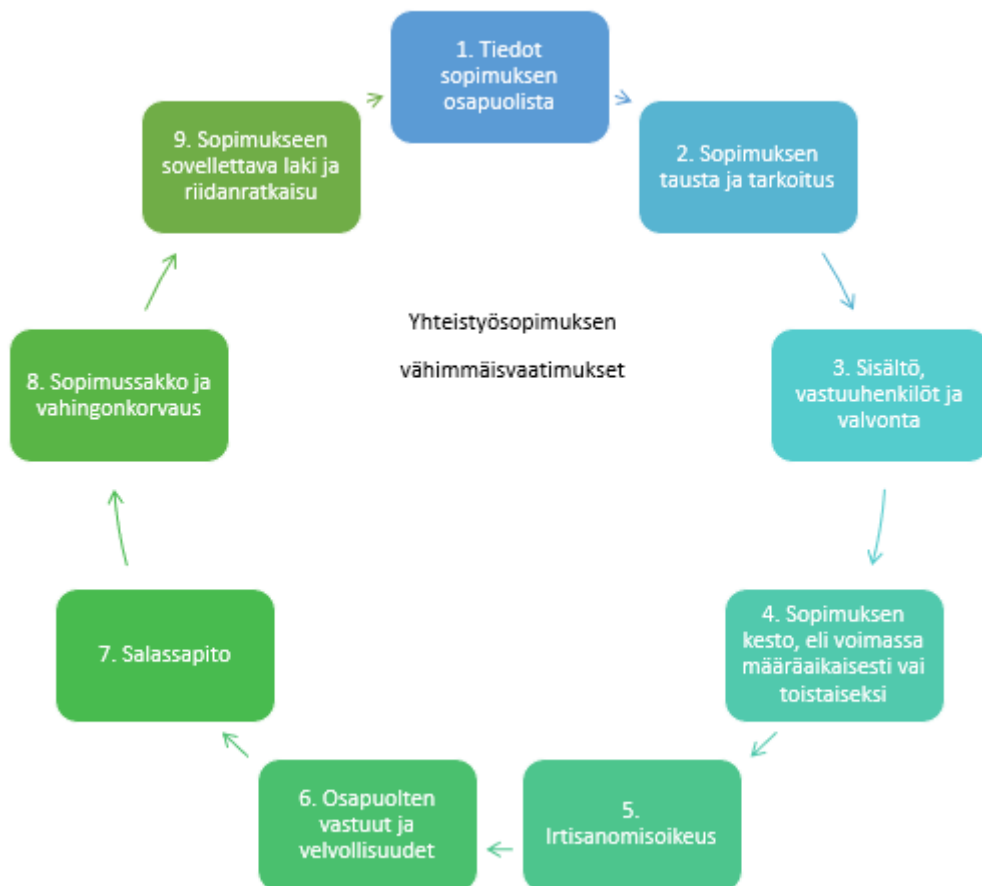 1. Tiedot
sopimuksen
osapuolista
2. Sopimuksen
tausta ja tarkoitus
3. Sisältö,
vastuuhenkilöt ja
valvonta
4. Sopimuksen
kesto, eli voimassa
määräaikaisesti vai
toistaiseksi
5.
Irtisanomisoikeus
6. Osapuolten
vastuut ja
velvollisuudet
7. Salassapito
8. Sopimussakko ja
vahingonkorvaus
9. Sopimukseen
sovellettava laki ja
riidanratkaisu
Yhteistyösopimuksen
vähimmäisvaatimukset